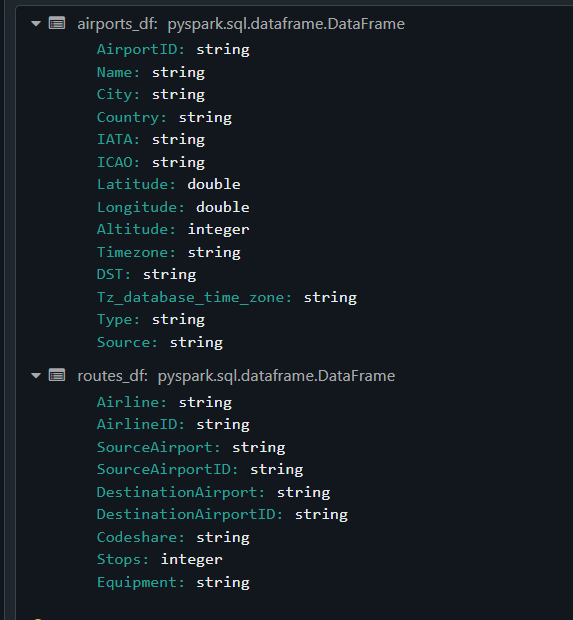 airports_df: pyspark.sql.dataframe.DataFrame
AirportID: string
Name: string
City: string
Country: string
IATA: string
ICAO: string
Latitude: double
Longitude: double
Altitude: integer
Timezone: string
DST: string
Tz_database_time_zone: string
Type: string
Source: string
routes_df: pyspark.sql.dataframe.DataFrame
Airline: string
AirlineID: string
SourceAirport: string
SourceAirportID: string
DestinationAirport: string
DestinationAirportID: string
Codeshare: string
Stops: integer
Equipment: string